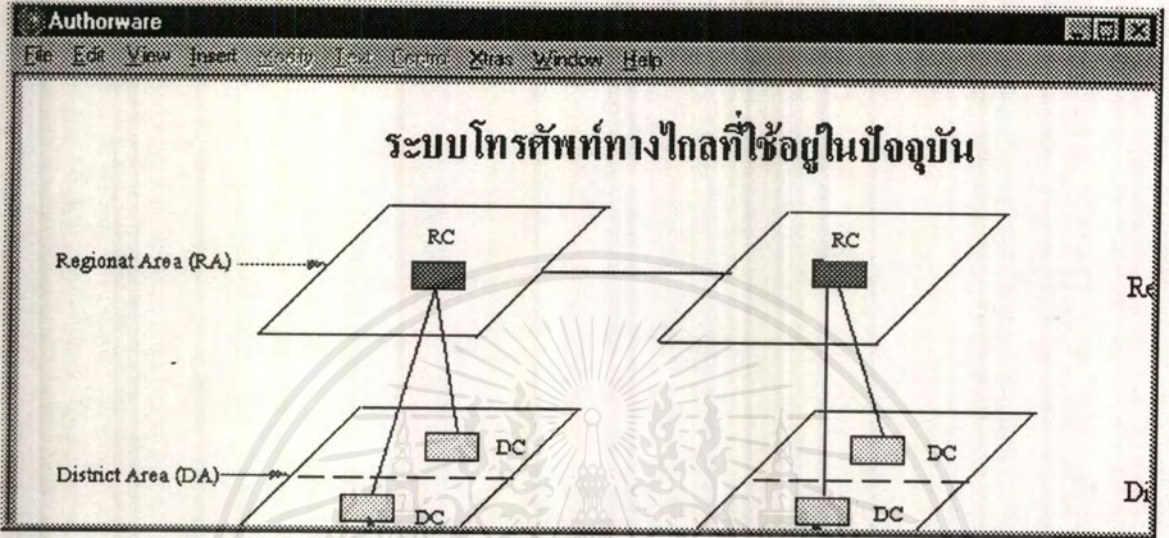 Authorware
File Edit View Insert Modify Text Control Xtras Window Help
ระบบโทรศัพท์ทางไกลที่ใช้อยู่ในปัจจุบัน
RC
RC
Regionat Area (RA)
Re
DC
DC
District Area (DA)
Di
DC
DC